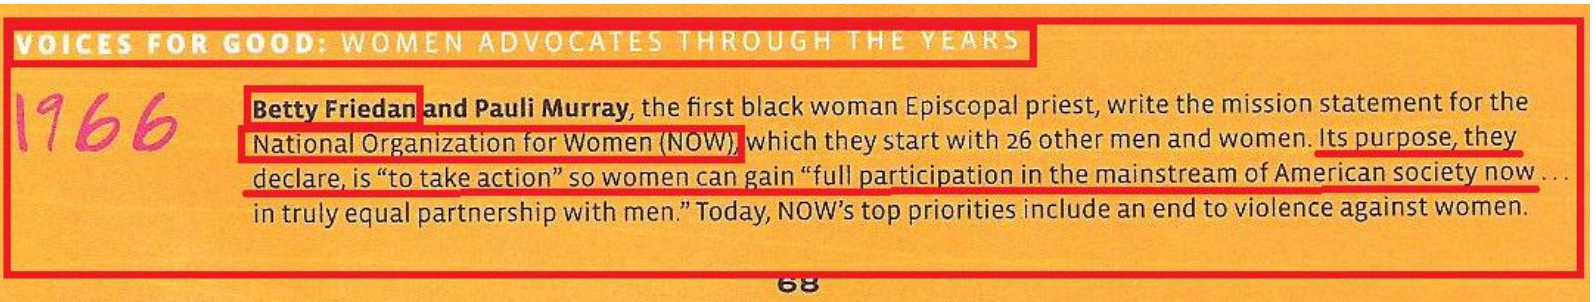 VOICES FOR GOOD: WOMEN ADVOCATES THROUGH THE YEARS
1966
Betty Friedan and Pauli Murray, the first black woman Episcopal priest, write the mission statement for the
National Organization for Women (NOW), which they start with 26 other men and women. Its purpose, they
declare, is “to take action” so women can gain “full participation in the mainstream of American society now ...
in truly equal partnership with men.” Today, NOW’s top priorities include an end to violence against women.
68